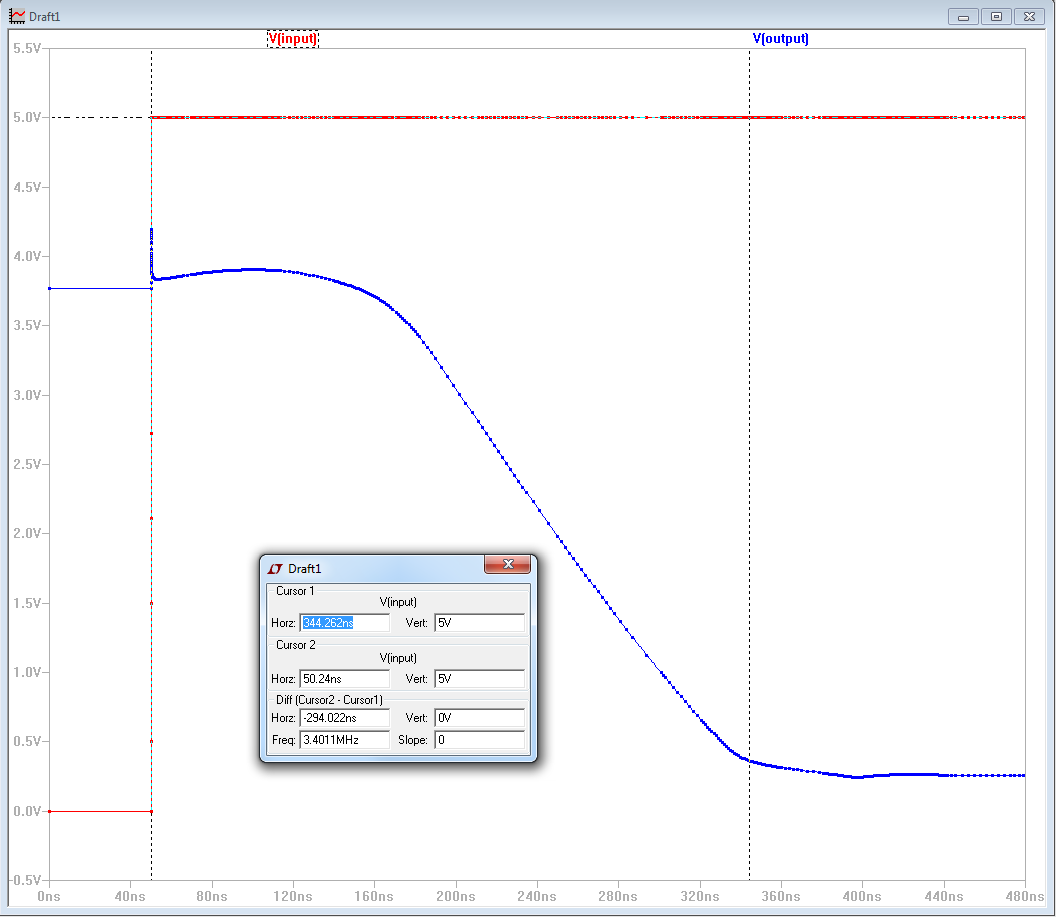 Draft1
V(input) V(output)
5.5V
5.0V
4.5V
4.0V
3.5V
3.0V
2.5V
2.0V
1.5V
1.0V
0.5V
0.0V
-0.5V
0ns 40ns 80ns 120ns 160ns 200ns 240ns 280ns 320ns 360ns 400ns 440ns 480ns
Draft1
Cursor 1
V(input)
Horz: 344.262ns Vert: 5V
Cursor 2
V(input)
Horz: 50.24ns Vert: 5V
Diff (Cursor2 - Cursor1)
Horz: -294.022ns Vert: 0V
Freq: 3.4011MHz Slope: 0